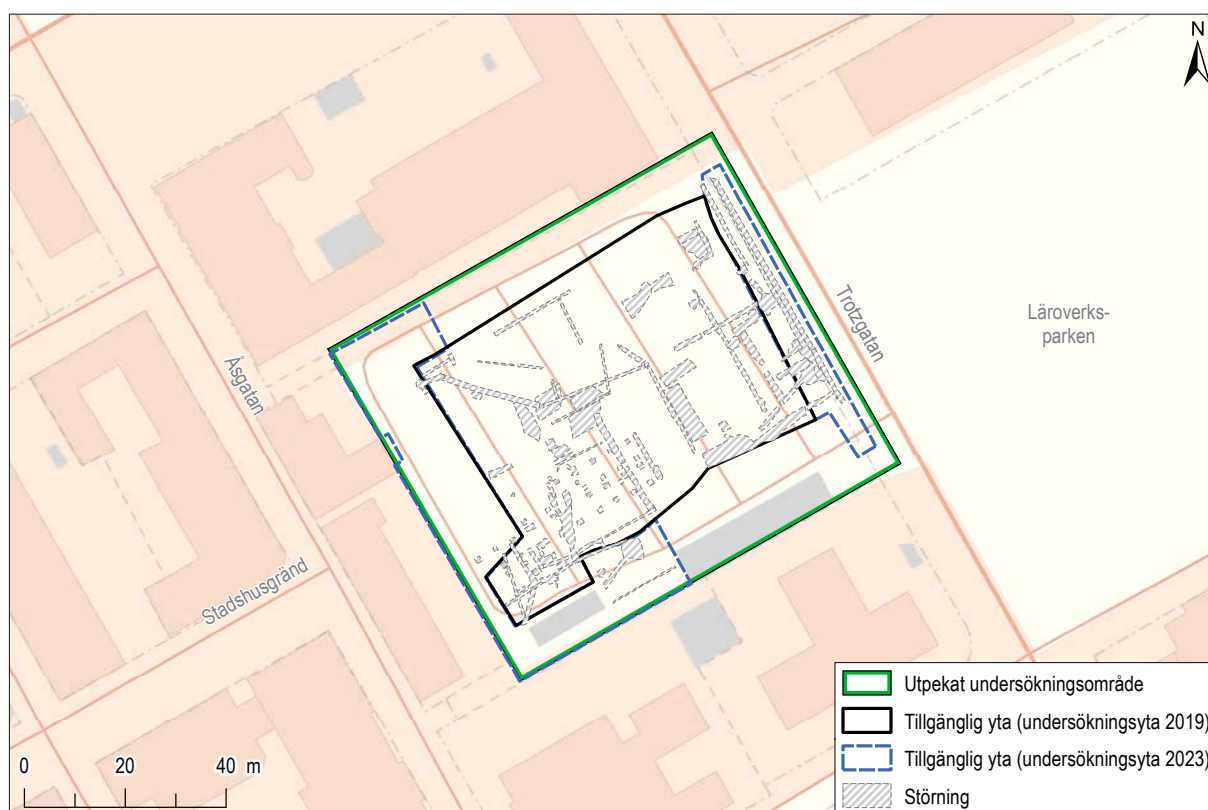 N
Trotzgatan
Läroverks-
parken
Åsgatan
Stadshusgränd
Utpekat undersökningsområde
Tillgänglig yta (undersökningsyta 2019)
Tillgänglig yta (undersökningsyta 2023)
Störning
0 20 40 m